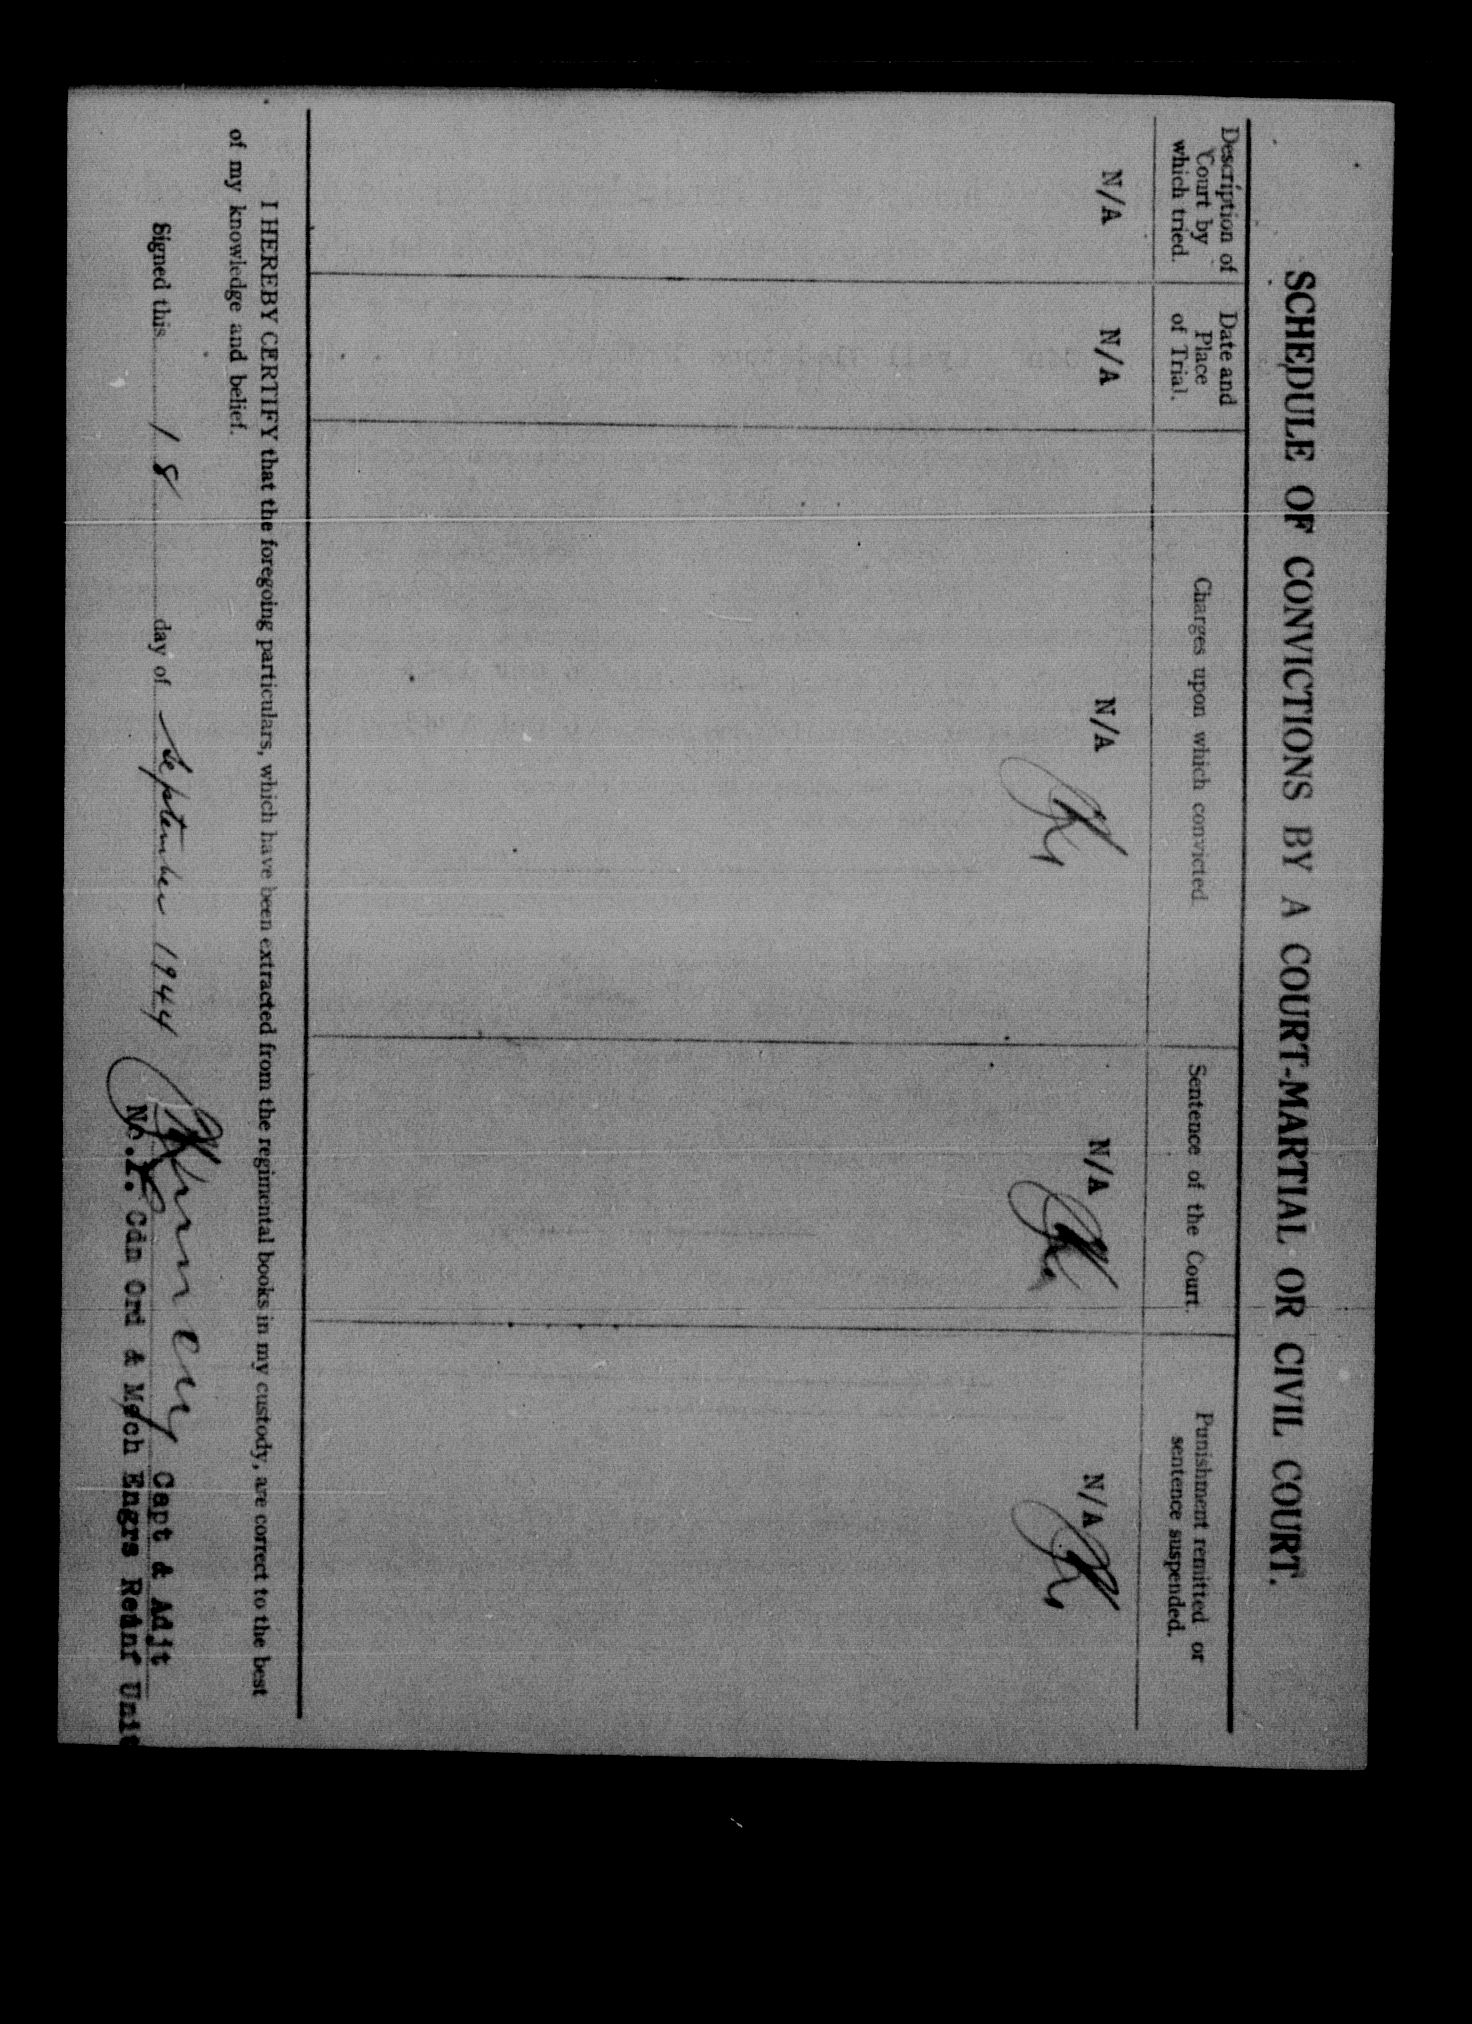 SCHEDULE OF CONVICTIONS BY A COURT-MARTIAL OR CIVIL COURT.
Description of Court by which tried.
Date and Place of Trial.
Charges upon which convicted.
Sentence of the Court.
Punishment remitted or sentence suspended.
N/A
N/A
N/A
N/A
N/A
I HEREBY CERTIFY that the foregoing particulars, which have been extracted from the regimental books in my custody, are correct to the best
of my knowledge and belief.
Signed this 18 day of September 1944
Capt & Adjt
Cdn Ord & Mech Engrs Reinf Unit